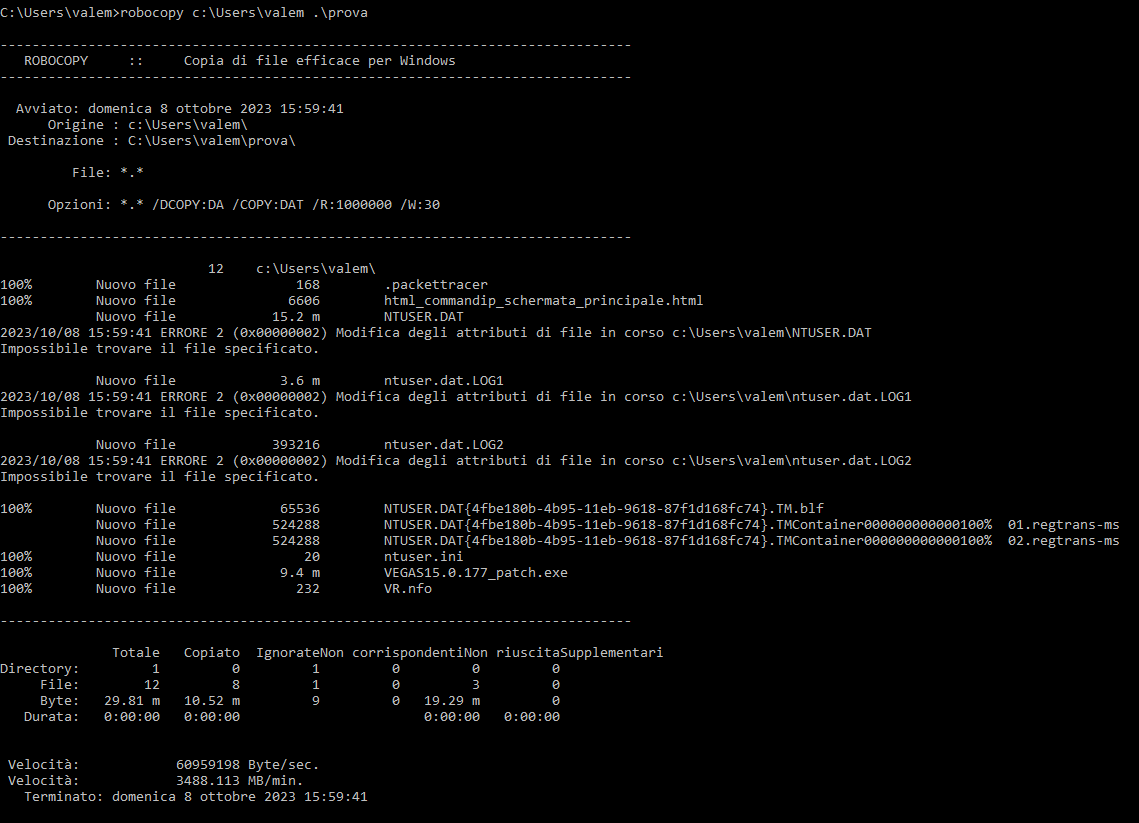 C:\Users\valem>robocopy c:\Users\valem .\prova
-------------------------------------------------------------------------------
ROBOCOPY     ::     Copia di file efficace per Windows
-------------------------------------------------------------------------------
Avviato: domenica 8 ottobre 2023 15:59:41
Origine : c:\Users\valem\
Destinazione : C:\Users\valem\prova\
File: *.*
Opzioni: *.* /DCOPY:DA /COPY:DAT /R:1000000 /W:30
-------------------------------------------------------------------------------
12    c:\Users\valem\
100%        Nuovo file               168        .packettracer
100%        Nuovo file              6606        html_commandip_schermata_principale.html
Nuovo file            15.2 m        NTUSER.DAT
2023/10/08 15:59:41 ERRORE 2 (0x00000002) Modifica degli attributi di file in corso c:\Users\valem\NTUSER.DAT
Impossibile trovare il file specificato.
Nuovo file             3.6 m        ntuser.dat.LOG1
2023/10/08 15:59:41 ERRORE 2 (0x00000002) Modifica degli attributi di file in corso c:\Users\valem\ntuser.dat.LOG1
Impossibile trovare il file specificato.
Nuovo file            393216        ntuser.dat.LOG2
2023/10/08 15:59:41 ERRORE 2 (0x00000002) Modifica degli attributi di file in corso c:\Users\valem\ntuser.dat.LOG2
Impossibile trovare il file specificato.
100%        Nuovo file             65536        NTUSER.DAT{4fbe180b-4b95-11eb-9618-87f1d168fc74}.TM.blf
Nuovo file            524288        NTUSER.DAT{4fbe180b-4b95-11eb-9618-87f1d168fc74}.TMContainer000000000000100%  01.regtrans-ms
Nuovo file            524288        NTUSER.DAT{4fbe180b-4b95-11eb-9618-87f1d168fc74}.TMContainer000000000000100%  02.regtrans-ms
100%        Nuovo file                20        ntuser.ini
100%        Nuovo file             9.4 m        VEGAS15.0.177_patch.exe
100%        Nuovo file               232        VR.nfo
-------------------------------------------------------------------------------
Totale   Copiato  IgnorateNon corrispondentiNon riuscitaSupplementari
Directory:         1         0         1         0         0         0
File:        12         8         1         0         3         0
Byte:   29.81 m   10.52 m         9         0   19.29 m         0
Durata:   0:00:00   0:00:00                       0:00:00   0:00:00
Velocità:            60959198 Byte/sec.
Velocità:            3488.113 MB/min.
Terminato: domenica 8 ottobre 2023 15:59:41